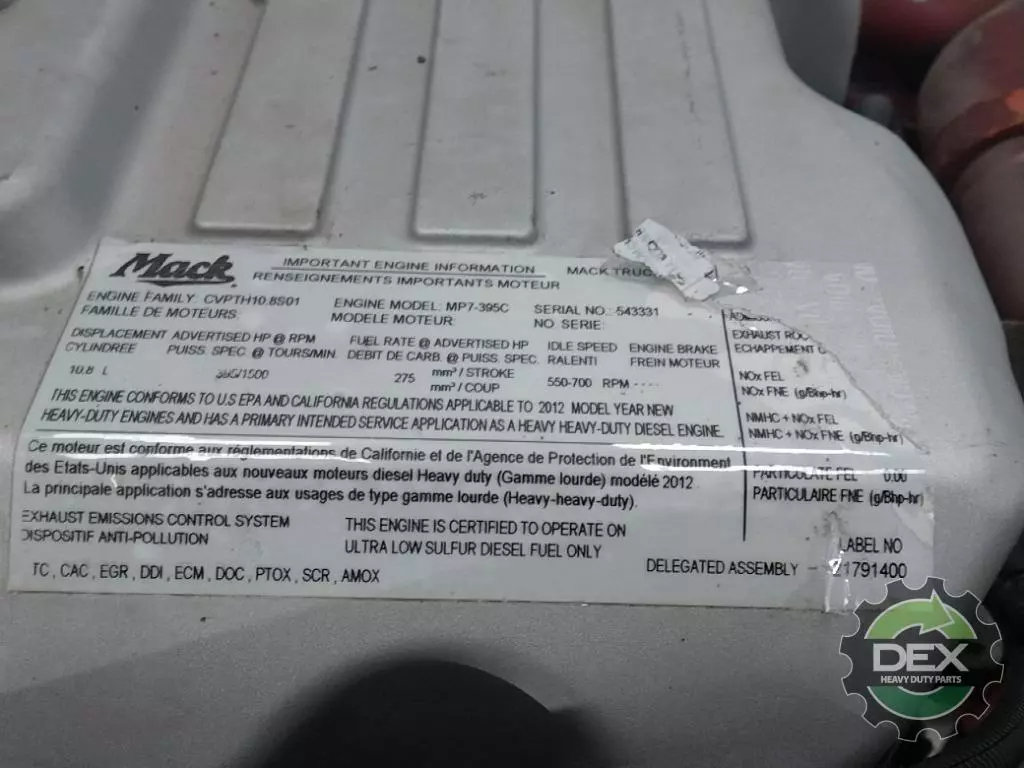 Mack
IMPORTANT ENGINE INFORMATION
RENSEIGNEMENTS IMPORTANTS MOTEUR
MACK
ENGINE FAMILY: CVPTH10.8S01
FAMILLE DE MOTEURS:
ENGINE MODEL: MP7-395C
MODELE MOTEUR:
SERIAL NO.: 543331
NO. SERIE:
DISPLACEMENT
CYLINDREE
10.8 L
ADVERTISED HP @ RPM
PUISS. SPEC. @ TOURS/MIN.
395/1500
FUEL RATE @ ADVERTISED HP
DEBIT DE CARB. @ PUISS. SPEC.
275 mm³ / STROKE
mm³ / COUP
IDLE SPEED
RALENTI
550-700 RPM
ENGINE BRAKE
FREIN MOTEUR
----
THIS ENGINE CONFORMS TO U.S EPA AND CALIFORNIA REGULATIONS APPLICABLE TO 2012 MODEL YEAR NEW
HEAVY-DUTY ENGINES AND HAS A PRIMARY INTENDED SERVICE APPLICATION AS A HEAVY HEAVY-DUTY DIESEL ENGINE.
Ce moteur est conforme aux réglementations de Californie et de l'Agence de Protection de l'Environment
des Etats-Unis applicables aux nouveaux moteurs diesel Heavy duty (Gamme lourde) modélé 2012.
La principale application s'adresse aux usages de type gamme lourde (Heavy-heavy-duty).
EXHAUST EMISSIONS CONTROL SYSTEM
DISPOSITIF ANTI-POLLUTION
TC , CAC , EGR , DDI , ECM , DOC , PTOX , SCR , AMOX
THIS ENGINE IS CERTIFIED TO OPERATE ON
ULTRA LOW SULFUR DIESEL FUEL ONLY
EXHAUST
ECHAPPEMENT
NOx FEL
NOx FNE (g/Bhp-hr)
NMHC + NOx FEL
NMHC + NOx FNE (g/Bhp-hr)
PARTICULATE FEL 0.00
PARTICULAIRE FNE (g/Bhp-hr)
LABEL NO
DELEGATED ASSEMBLY - 21791400
DEX
HEAVY DUTY PARTS